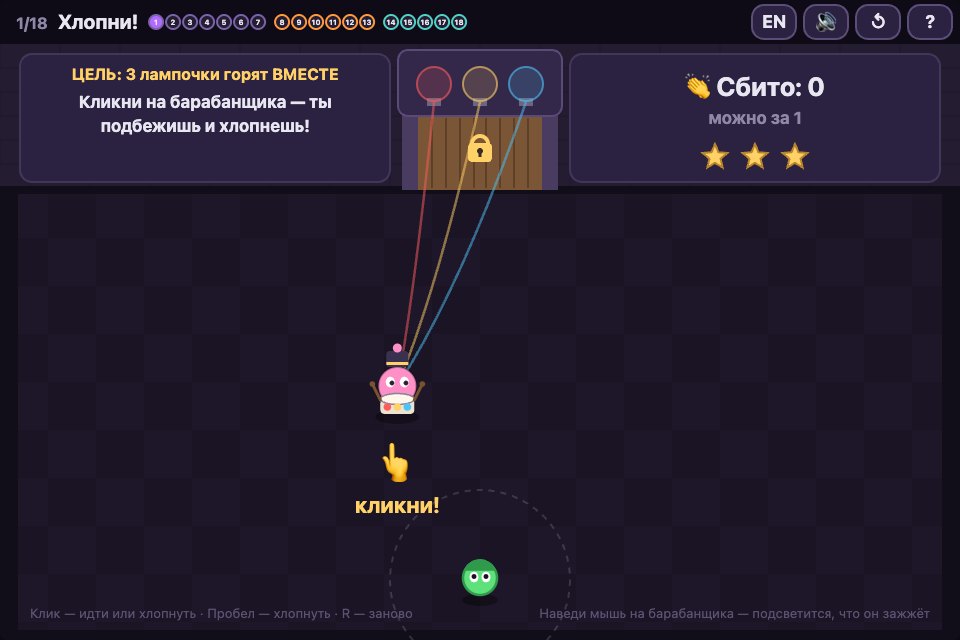 1/18 Хлопни! 1 2 3 4 5 6 7 8 9 10 11 12 13 14 15 16 17 18 EN ?
ЦЕЛЬ: 3 лампочки горят ВМЕСТЕ
Кликни на барабанщика — ты
подбежишь и хлопнешь!
Сбито: 0
можно за 1
кликни!
Клик — идти или хлопнуть · Пробел — хлопнуть · R — заново
Наведи мышь на барабанщика — подсветится, что он зажжёт